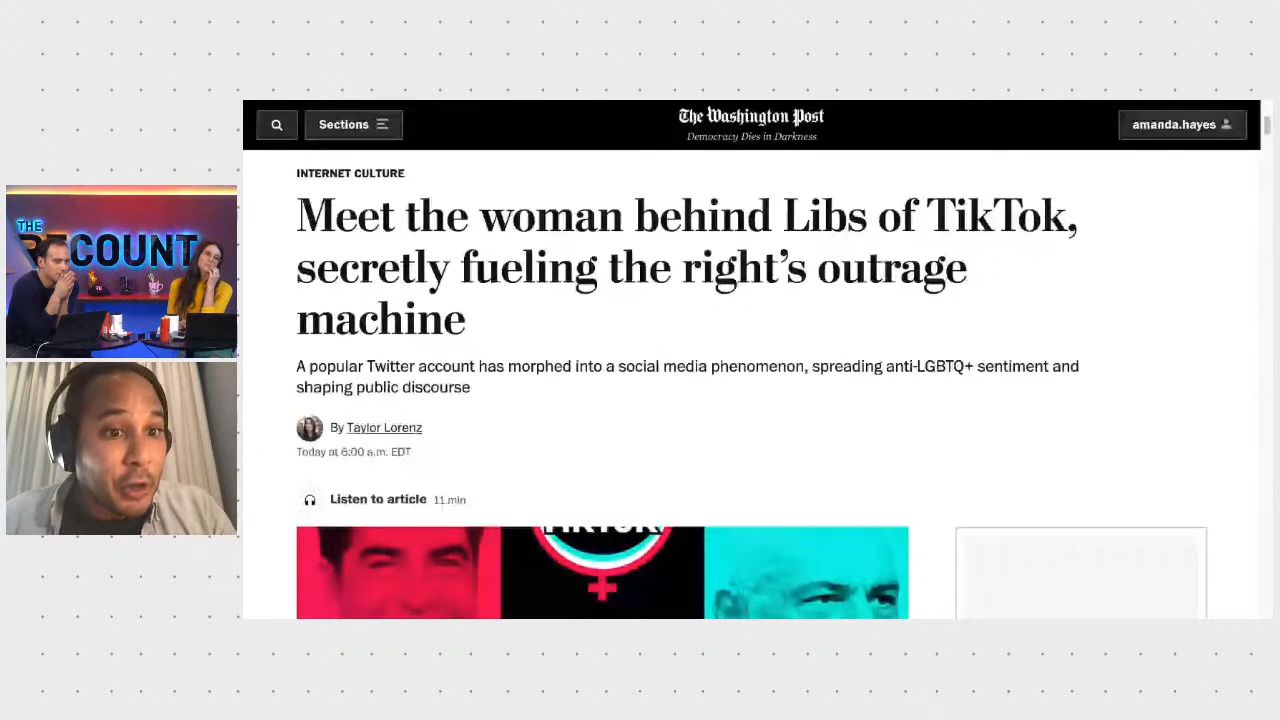 THE
RECOUNT
Sections
The Washington Post
Democracy Dies in Darkness
amanda.hayes
INTERNET CULTURE
Meet the woman behind Libs of TikTok,
secretly fueling the right’s outrage
machine
A popular Twitter account has morphed into a social media phenomenon, spreading anti-LGBTQ+ sentiment and
shaping public discourse
By Taylor Lorenz
Today at 6:00 a.m. EDT
Listen to article 11 min
TIKTOK